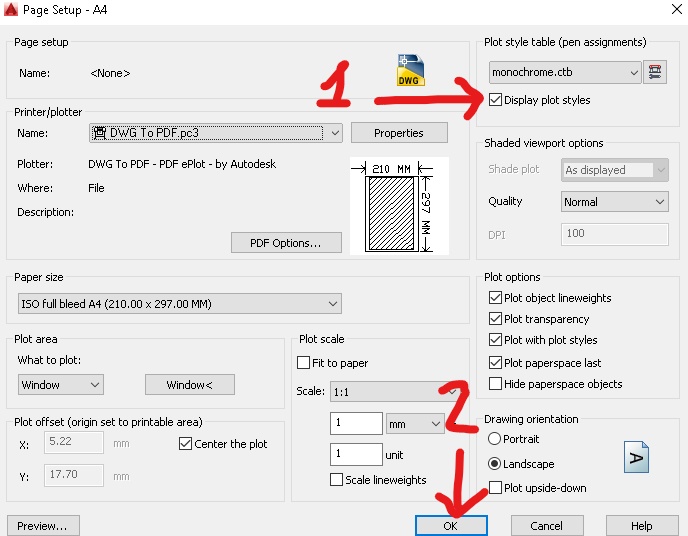 Page Setup - A4
Page setup
Name: <None>
DWG
1
Plot style table (pen assignments)
monochrome.ctb
Display plot styles
Printer/plotter
Name: DWG To PDF.pc3
Properties
Plotter: DWG To PDF - PDF ePlot - by Autodesk
Where: File
Description:
PDF Options...
210 MM
297 MM
Shaded viewport options
Shade plot As displayed
Quality Normal
DPI 100
Paper size
ISO full bleed A4 (210.00 x 297.00 MM)
Plot options
Plot object lineweights
Plot transparency
Plot with plot styles
Plot paperspace last
Hide paperspace objects
Plot area
What to plot:
Window
Window<
Plot scale
Fit to paper
Scale: 1:1
1 mm
1 unit
Scale lineweights
2
Plot offset (origin set to printable area)
X: 5.22 mm
Center the plot
Y: 17.70 mm
Drawing orientation
Portrait
Landscape
Plot upside-down
A
Preview...
OK
Cancel
Help